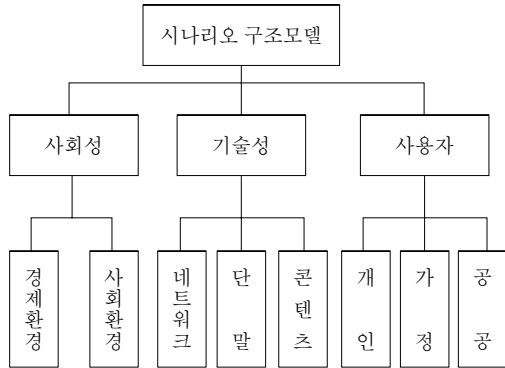 시나리오 구조모델
사회성
기술성
사용자
경제환경
사회환경
네트워크
단말
콘텐츠
개인
가정
공공